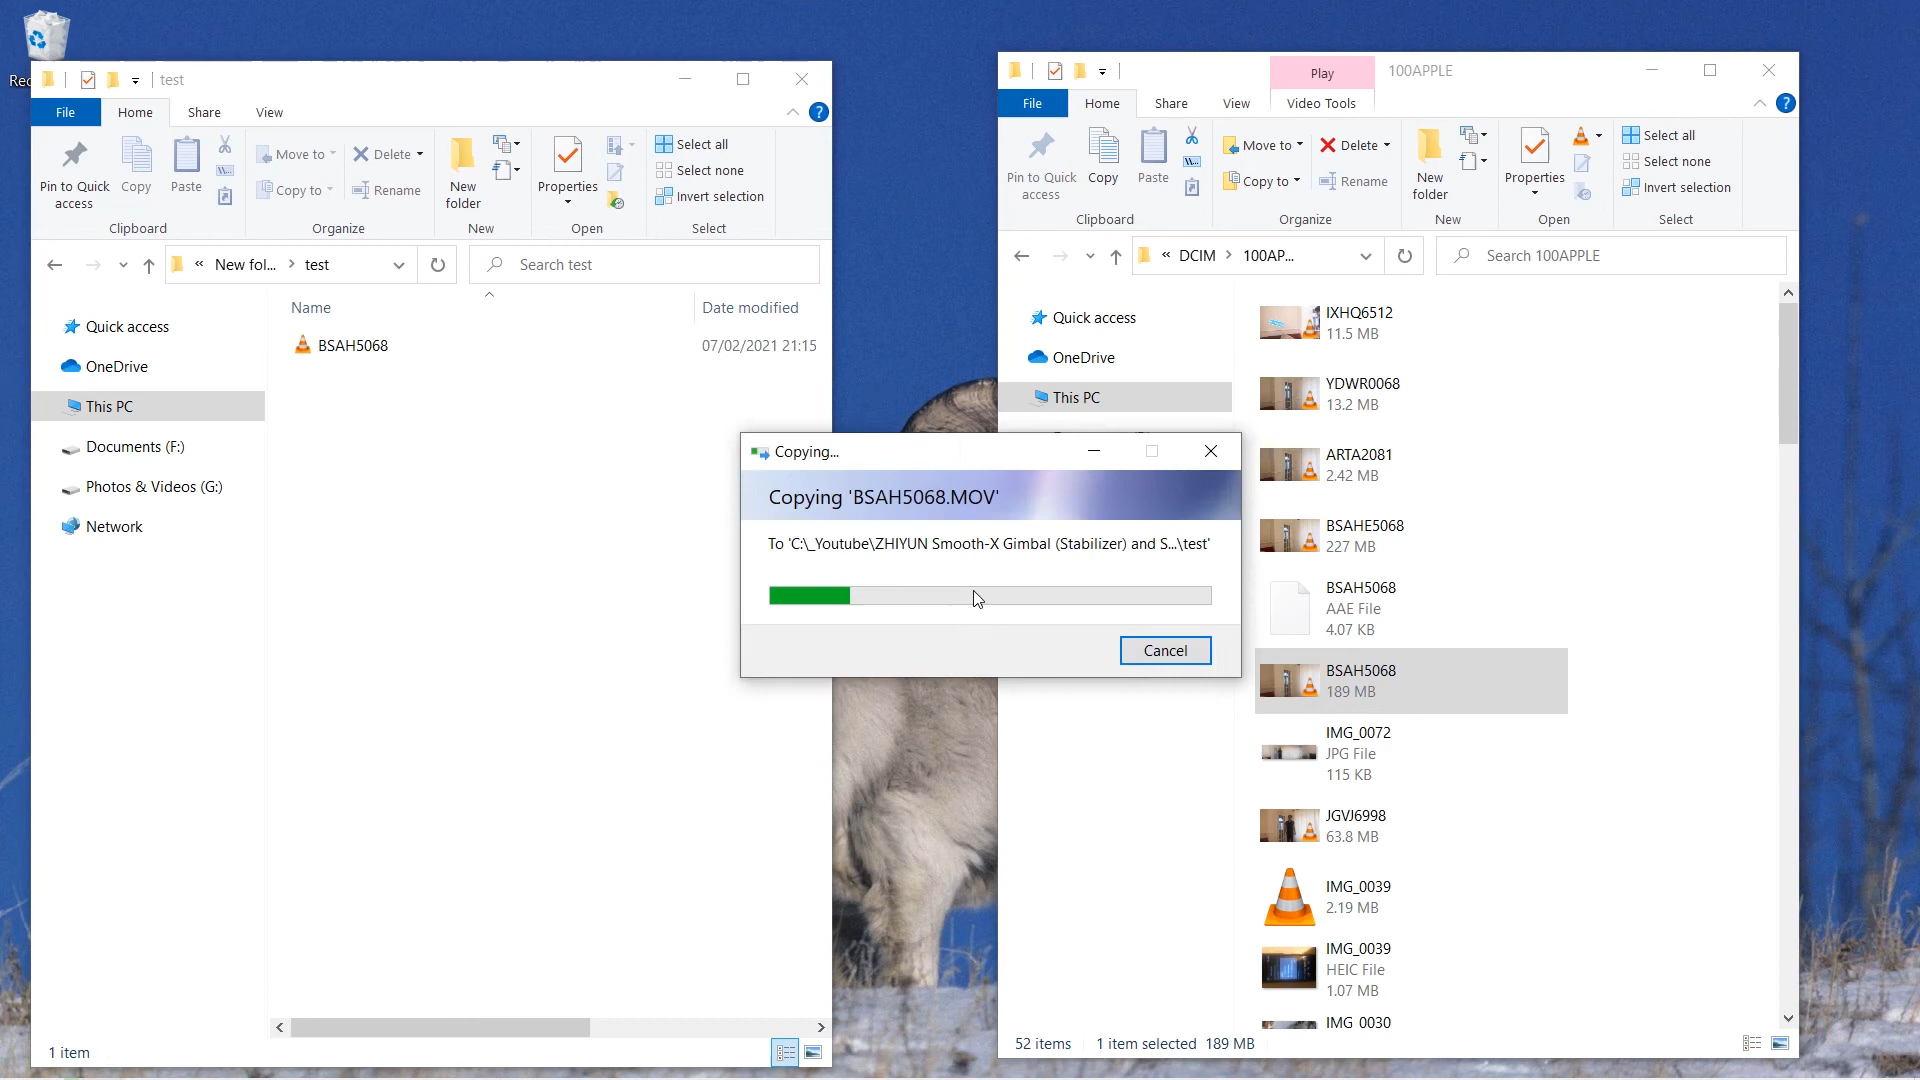 Rec
test
File
Home
Share
View
Pin to Quick access
Copy
Paste
Move to
Copy to
Delete
Rename
New folder
Properties
Select all
Select none
Invert selection
Clipboard
Organize
New
Open
Select
« New fol... > test
Search test
Name
Date modified
Quick access
OneDrive
This PC
Documents (F:)
Photos & Videos (G:)
Network
BSAH5068
07/02/2021 21:15
1 item
Copying...
Copying 'BSAH5068.MOV'
To 'C:\_Youtube\ZHIYUN Smooth-X Gimbal (Stabilizer) and S...\test'
Cancel
Play
100APPLE
File
Home
Share
View
Video Tools
Pin to Quick access
Copy
Paste
Move to
Copy to
Delete
Rename
New folder
Properties
Select all
Select none
Invert selection
Clipboard
Organize
New
Open
Select
« DCIM > 100AP...
Search 100APPLE
Quick access
OneDrive
This PC
IXHQ6512
11.5 MB
YDWR0068
13.2 MB
ARTA2081
2.42 MB
BSAHE5068
227 MB
BSAH5068
AAE File
4.07 KB
BSAH5068
189 MB
IMG_0072
JPG File
115 KB
JGVJ6998
63.8 MB
IMG_0039
2.19 MB
IMG_0039
HEIC File
1.07 MB
IMG_0030
52 items
1 item selected 189 MB